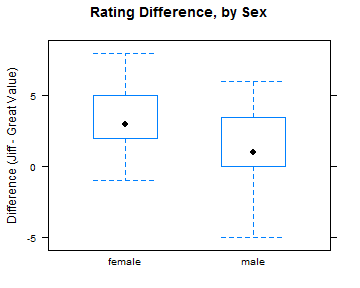 Rating Difference, by Sex
Difference (Jiff - Great Value)
5
0
-5
female
male